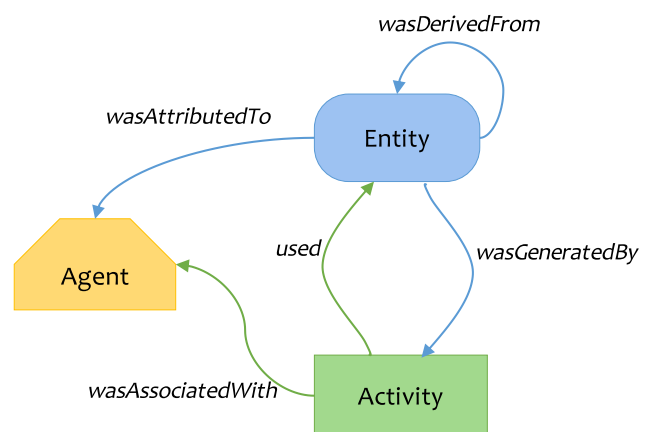 wasDerivedFrom
wasAttributedTo
Entity
used
wasGeneratedBy
Agent
wasAssociatedWith
Activity